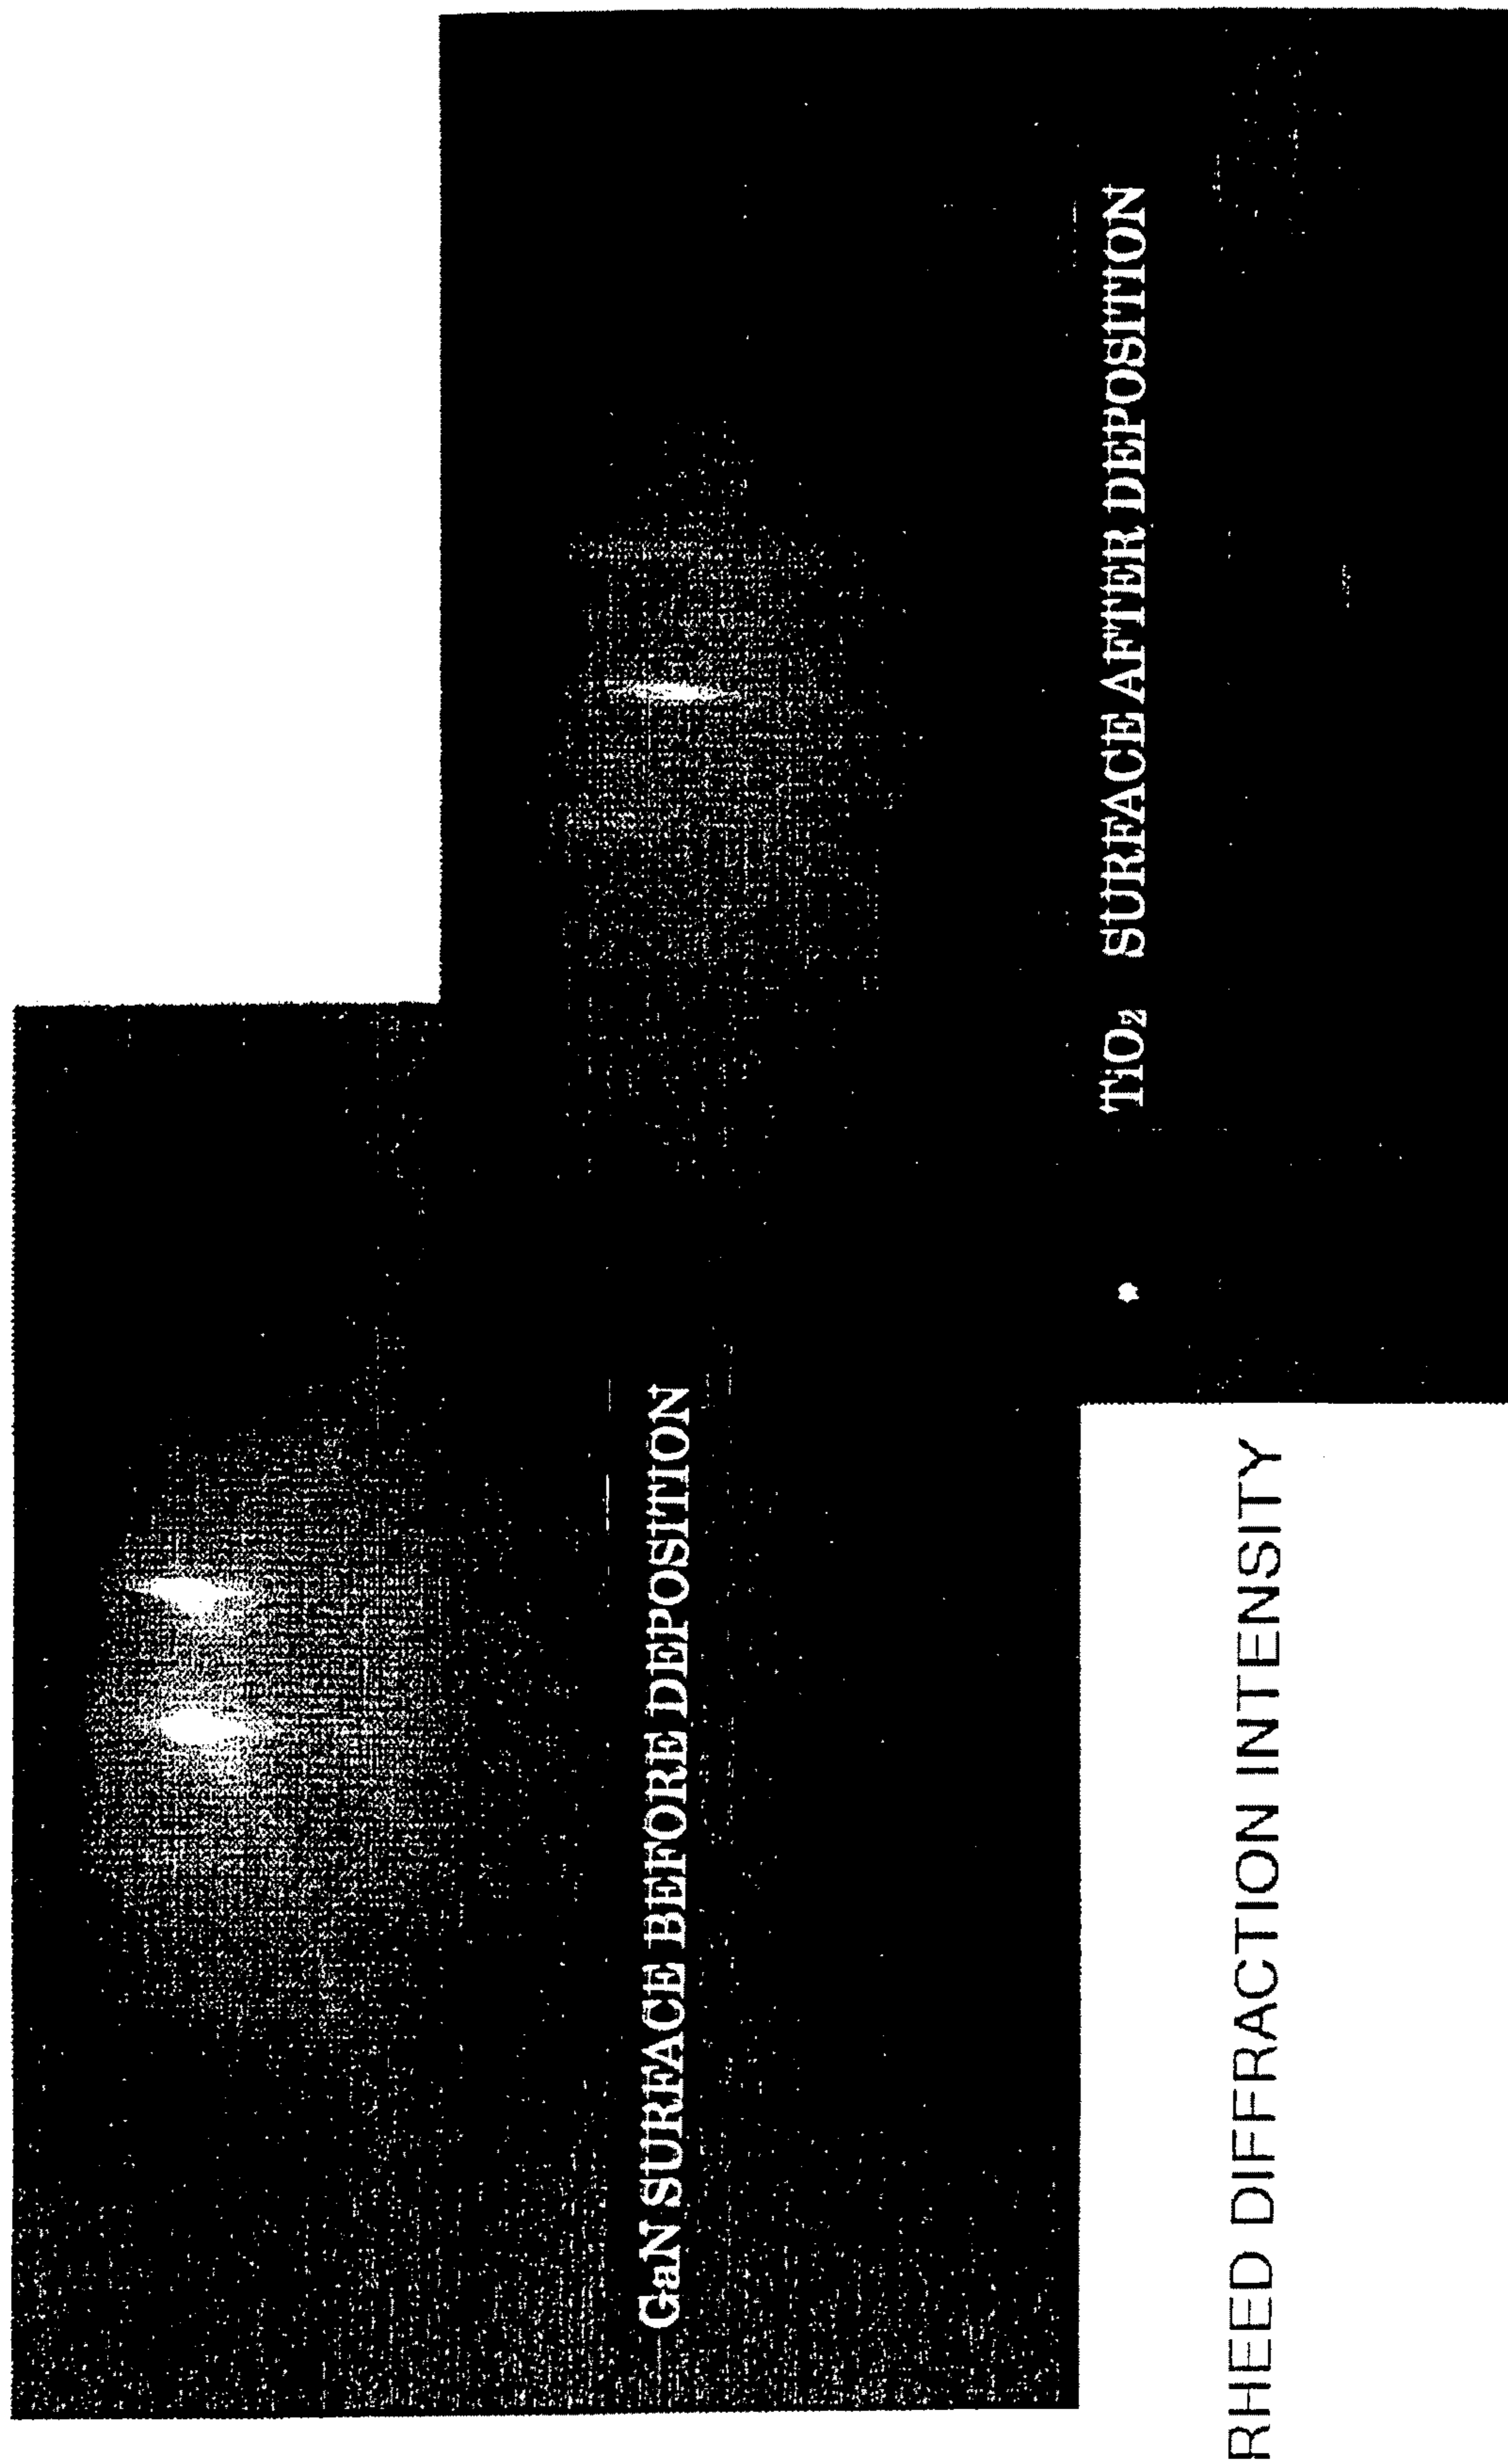 GaN SURFACE BEFORE DEPOSITION
TiO₂ SURFACE AFTER DEPOSITION
RHEED DIFFRACTION INTENSITY